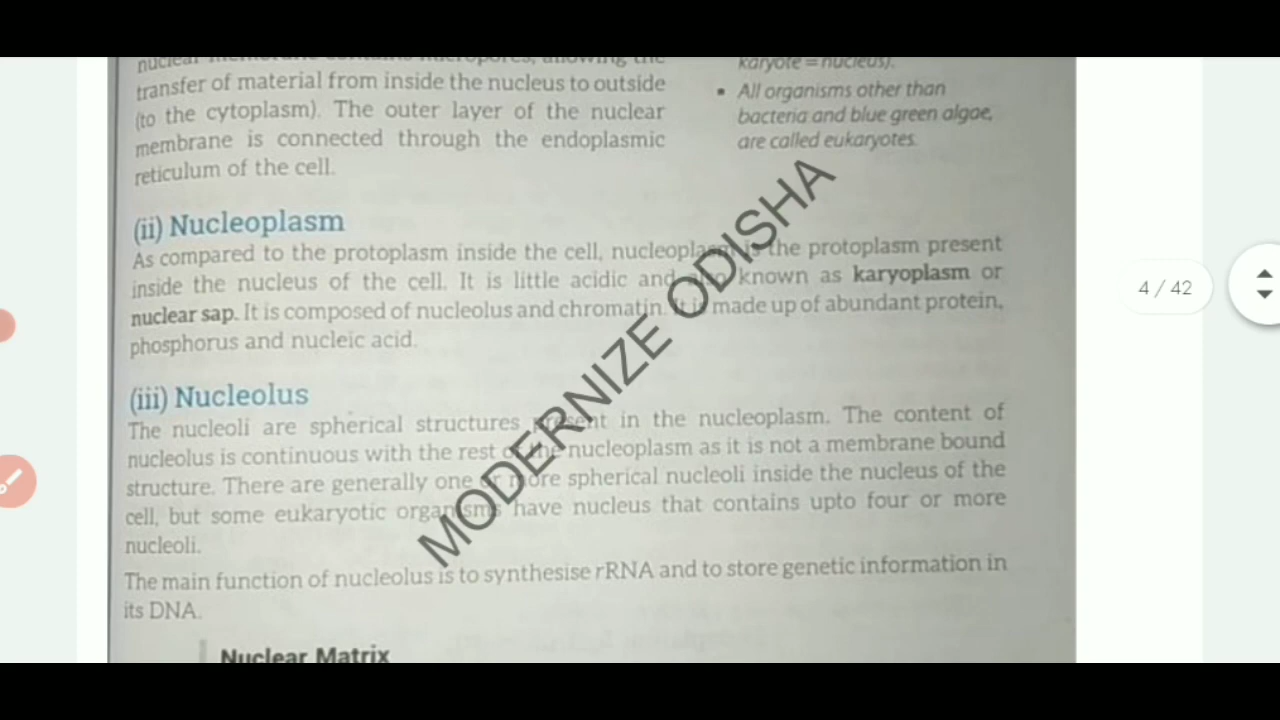 transfer of material from inside the nucleus to outside
(to the cytoplasm). The outer layer of the nuclear
membrane is connected through the endoplasmic
reticulum of the cell.
karyote = nucleus).
• All organisms other than
bacteria and blue green algae,
are called eukaryotes.
(ii) Nucleoplasm
As compared to the protoplasm inside the cell, nucleoplasm is the protoplasm present
inside the nucleus of the cell. It is little acidic and also known as karyoplasm or
nuclear sap. It is composed of nucleolus and chromatin. It is made up of abundant protein,
phosphorus and nucleic acid.
(iii) Nucleolus
The nucleoli are spherical structures present in the nucleoplasm. The content of
nucleolus is continuous with the rest of the nucleoplasm as it is not a membrane bound
structure. There are generally one or more spherical nucleoli inside the nucleus of the
cell, but some eukaryotic organisms have nucleus that contains upto four or more
nucleoli.
The main function of nucleolus is to synthesise rRNA and to store genetic information in
its DNA.
Nuclear Matrix
MODERNIZE ODISHA
4 / 42